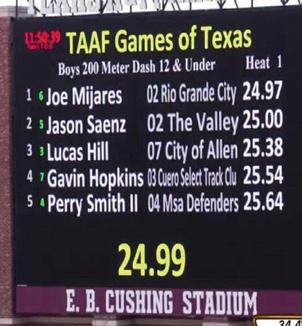 11:50:39 TAAF Games of Texas
Boys 200 Meter Dash 12 & Under Heat 1
1 6 Joe Mijares 02 Rio Grande City 24.97
2 5 Jason Saenz 02 The Valley 25.00
3 3 Lucas Hill 07 City of Allen 25.38
4 7 Gavin Hopkins 03 Cuero Select Track Clu 25.54
5 4 Perry Smith II 04 Msa Defenders 25.64
24.99
E. B. CUSHING STADIUM
34.4